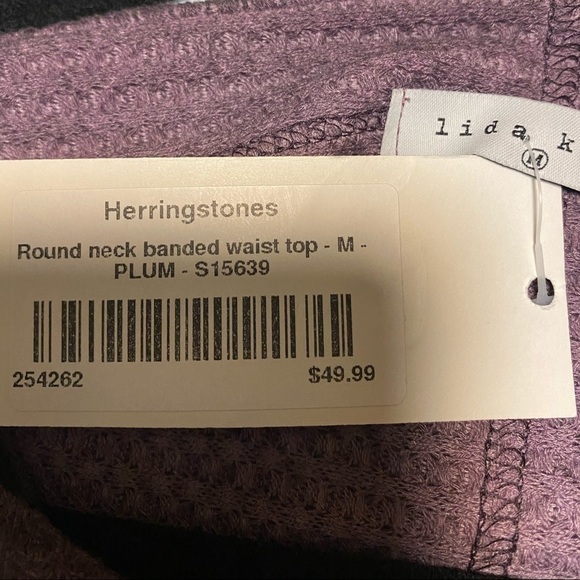 lida k
M
Herringstones
Round neck banded waist top - M -
PLUM - S15639
254262
$49.99